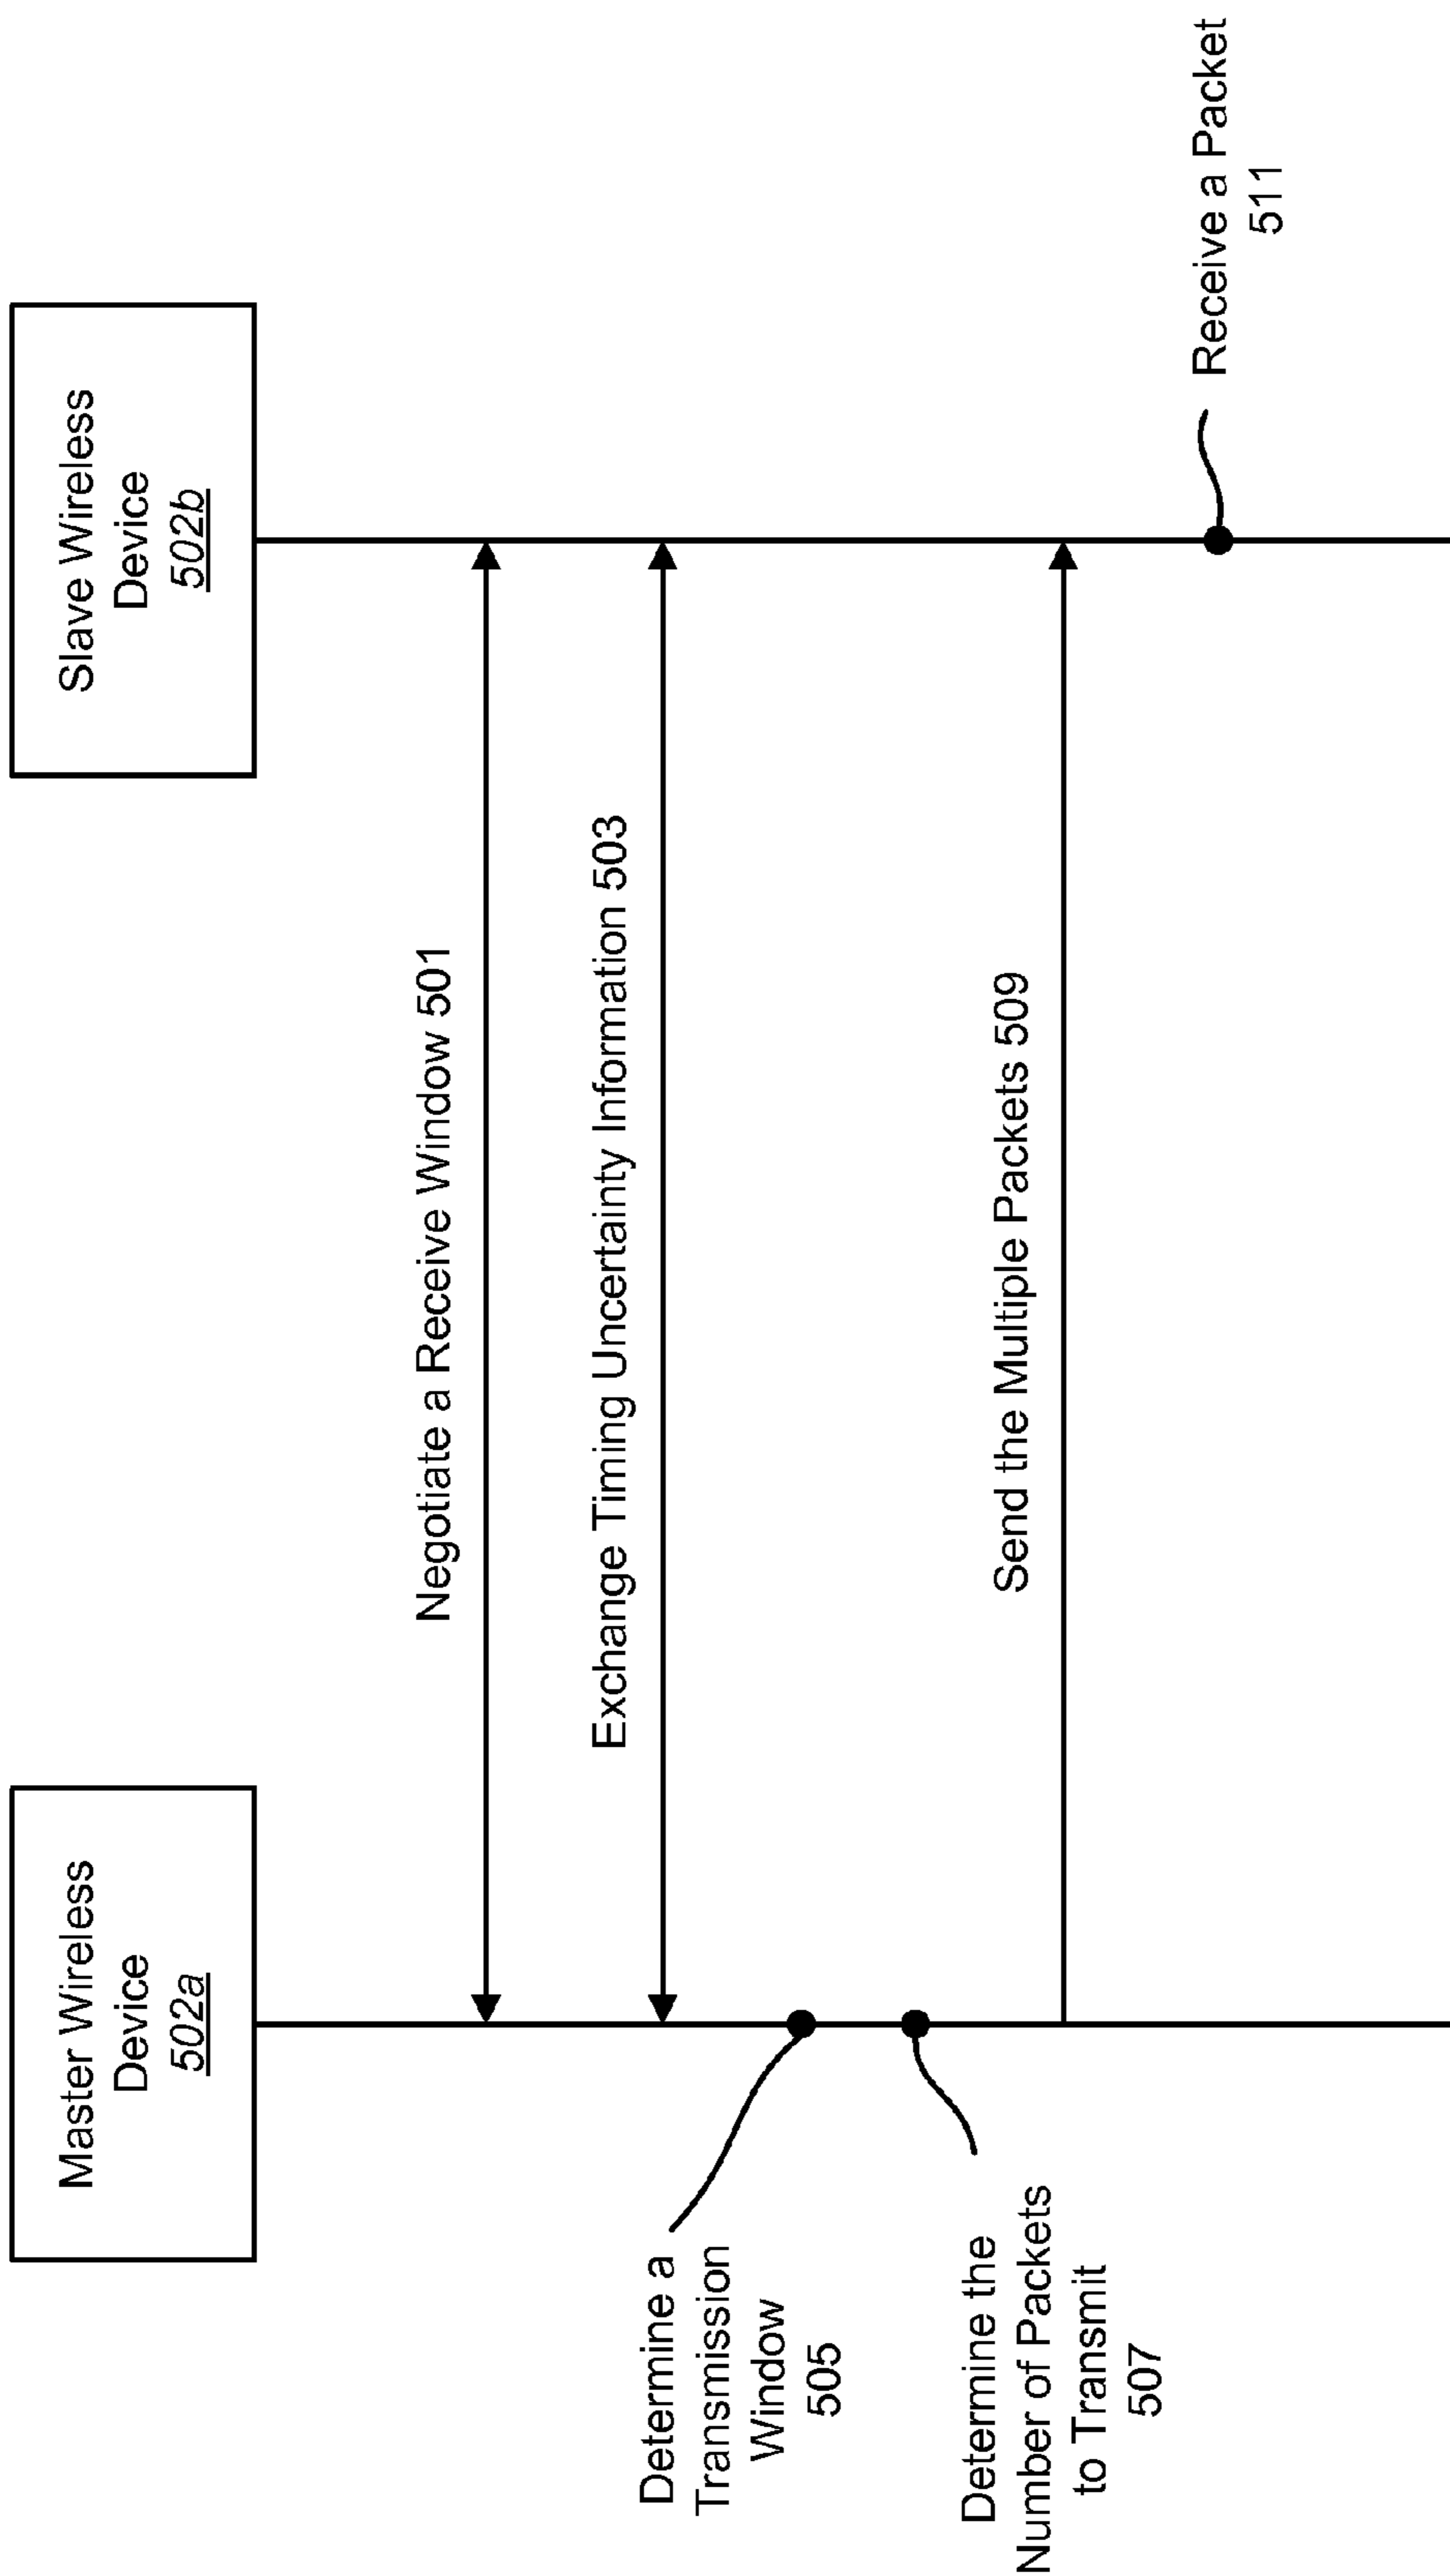 Master Wireless
Device
502a
Slave Wireless
Device
502b
Negotiate a Receive Window 501
Exchange Timing Uncertainty Information 503
Determine a
Transmission
Window
505
Determine the
Number of Packets
to Transmit
507
Send the Multiple Packets 509
Receive a Packet
511